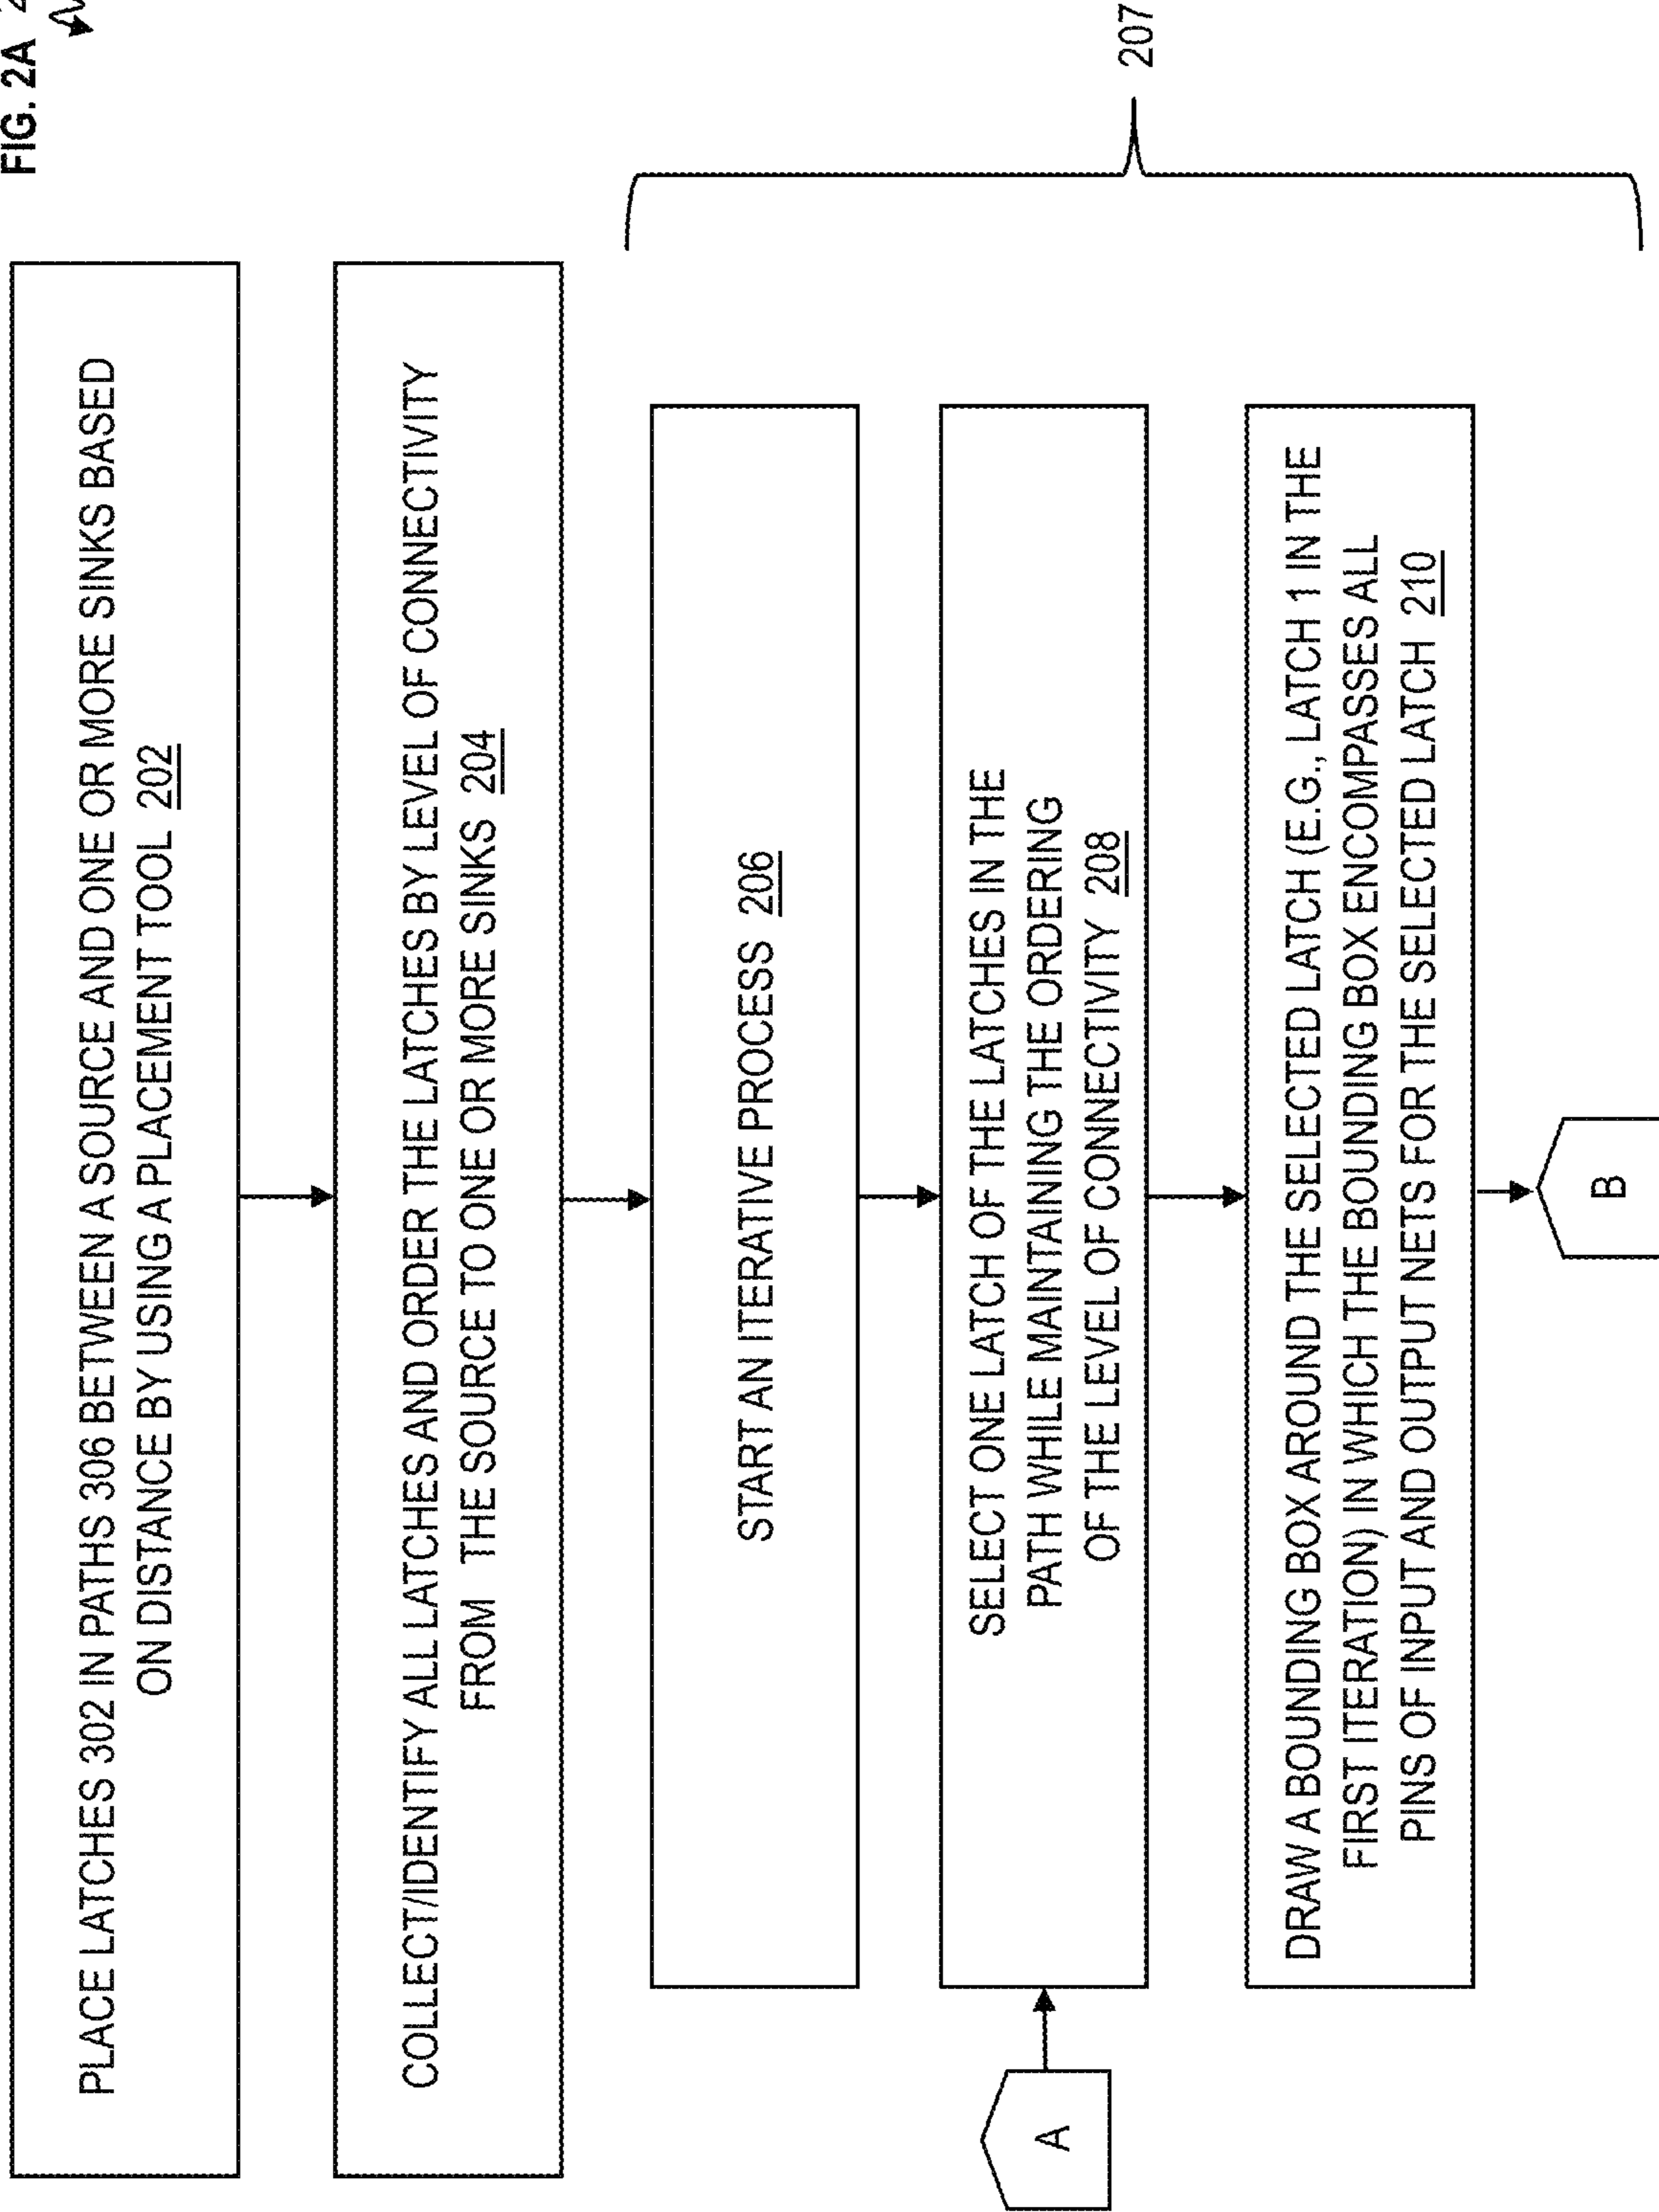 FIG. 2A
PLACE LATCHES 302 IN PATHS 306 BETWEEN A SOURCE AND ONE OR MORE SINKS BASED
ON DISTANCE BY USING A PLACEMENT TOOL 202
COLLECT/IDENTIFY ALL LATCHES AND ORDER THE LATCHES BY LEVEL OF CONNECTIVITY
FROM THE SOURCE TO ONE OR MORE SINKS 204
START AN ITERATIVE PROCESS 206
A
SELECT ONE LATCH OF THE LATCHES IN THE
PATH WHILE MAINTAINING THE ORDERING
OF THE LEVEL OF CONNECTIVITY 208
DRAW A BOUNDING BOX AROUND THE SELECTED LATCH (E.G., LATCH 1 IN THE
FIRST ITERATION) IN WHICH THE BOUNDING BOX ENCOMPASSES ALL
PINS OF INPUT AND OUTPUT NETS FOR THE SELECTED LATCH 210
207
B